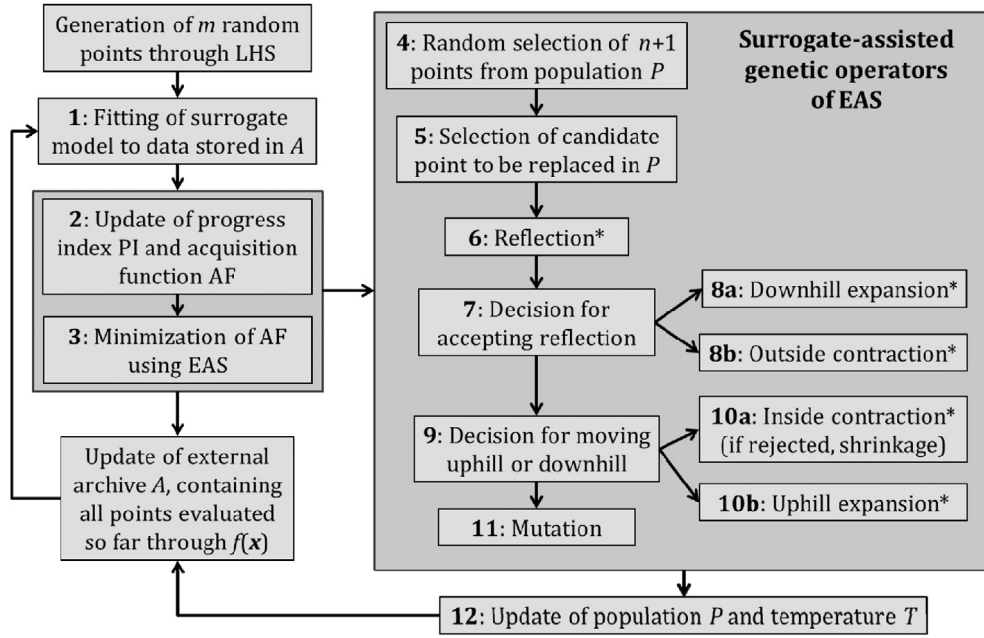 Generation of m random
points through LHS
1: Fitting of surrogate
model to data stored in A
2: Update of progress
index PI and acquisition
function AF
3: Minimization of AF
using EAS
Update of external
archive A, containing
all points evaluated
so far through f(x)
Surrogate-assisted
genetic operators
of EAS
4: Random selection of n+1
points from population P
5: Selection of candidate
point to be replaced in P
6: Reflection*
7: Decision for
accepting reflection
8a: Downhill expansion*
8b: Outside contraction*
9: Decision for moving
uphill or downhill
10a: Inside contraction*
(if rejected, shrinkage)
10b: Uphill expansion*
11: Mutation
12: Update of population P and temperature T